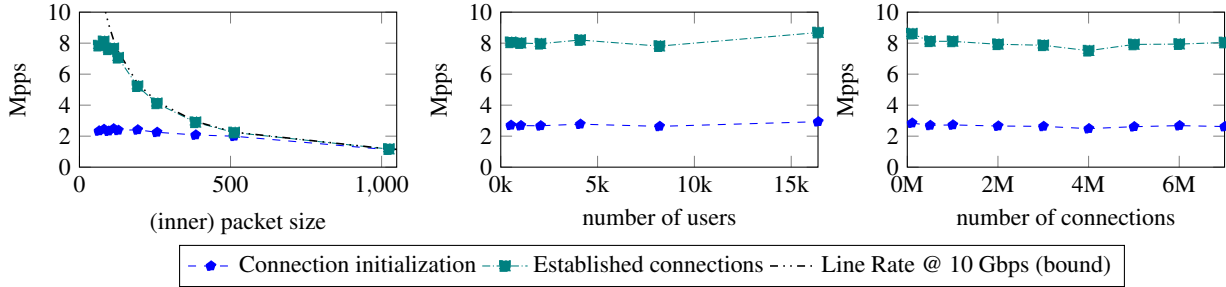 Mpps
10
8
6
4
2
0
0
500
1,000
(inner) packet size
Mpps
10
8
6
4
2
0
0k
5k
10k
15k
number of users
Mpps
10
8
6
4
2
0
0M
2M
4M
6M
number of connections
Connection initialization
Established connections
Line Rate @ 10 Gbps (bound)